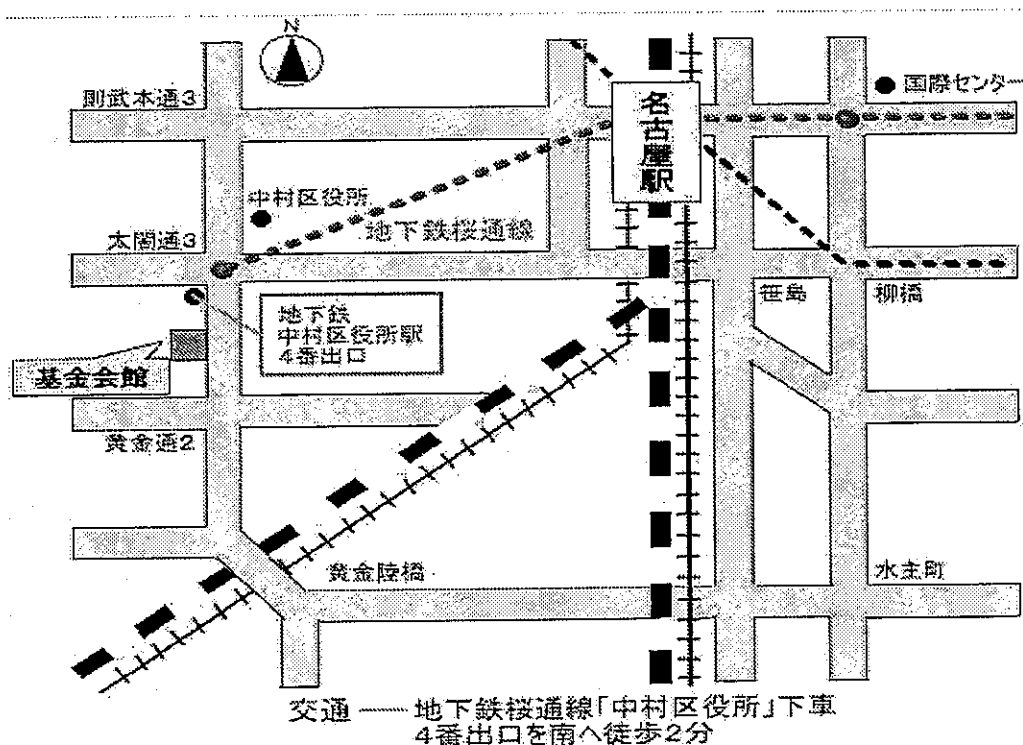 N
則武本通3
名古屋駅
国際センター
中村区役所
地下鉄桜通線
太閤通3
笹島
柳橋
地下鉄
中村区役所駅
4番出口
基金会館
黄金通2
黄金陸橋
水主町
交通 ── 地下鉄桜通線「中村区役所」下車
4番出口を南へ徒歩2分